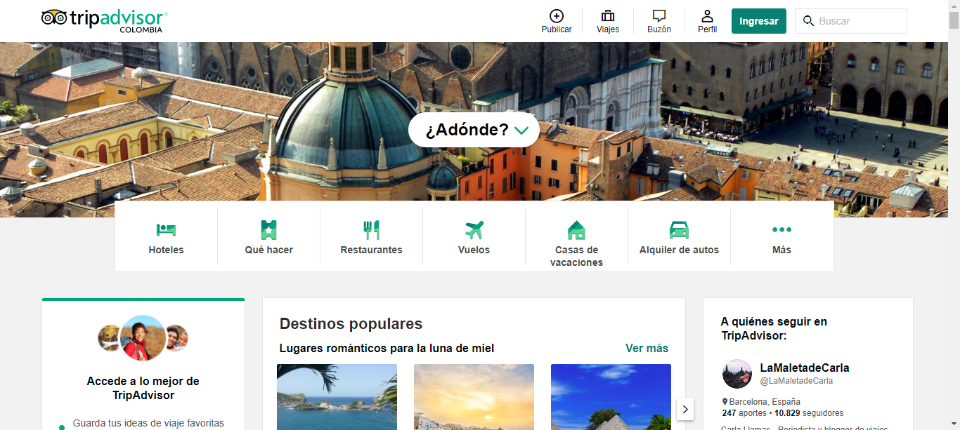 tripadvisor®
COLOMBIA
Publicar
Viajes
Buzón
Perfil
Ingresar
Buscar
¿Adónde?
Hoteles
Qué hacer
Restaurantes
Vuelos
Casas de
vacaciones
Alquiler de autos
Más
Accede a lo mejor de
TripAdvisor
Guarda tus ideas de viaje favoritas
Destinos populares
Lugares románticos para la luna de miel
Ver más
A quiénes seguir en
TripAdvisor:
LaMaletadeCarla
@LaMaletadeCarla
Barcelona, España
247 aportes • 10.829 seguidores
Carla Llamas - Periodista y blogger de viajes